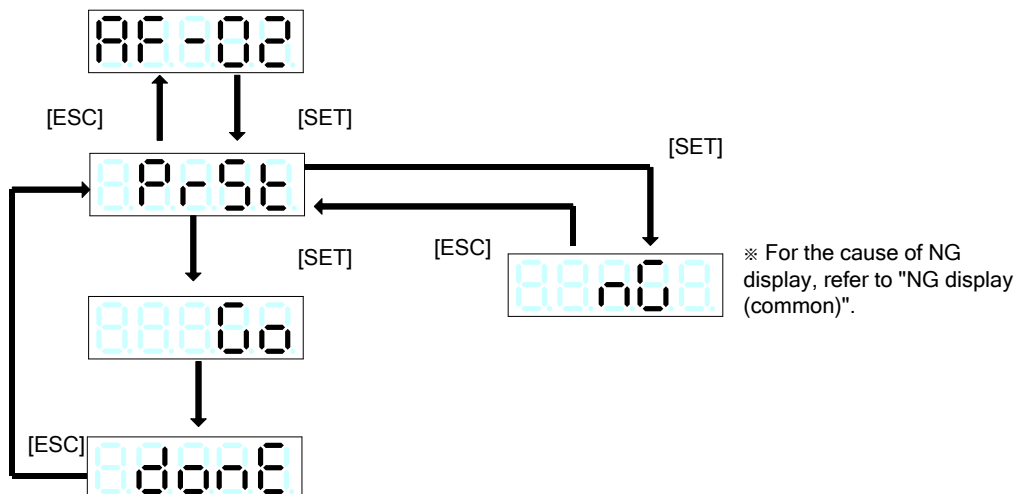 AF-02
[ESC]
[SET]
[SET]
PrSt
[SET]
[ESC]
nG
※ For the cause of NG
display, refer to "NG display
(common)".
Go
[ESC]
donE